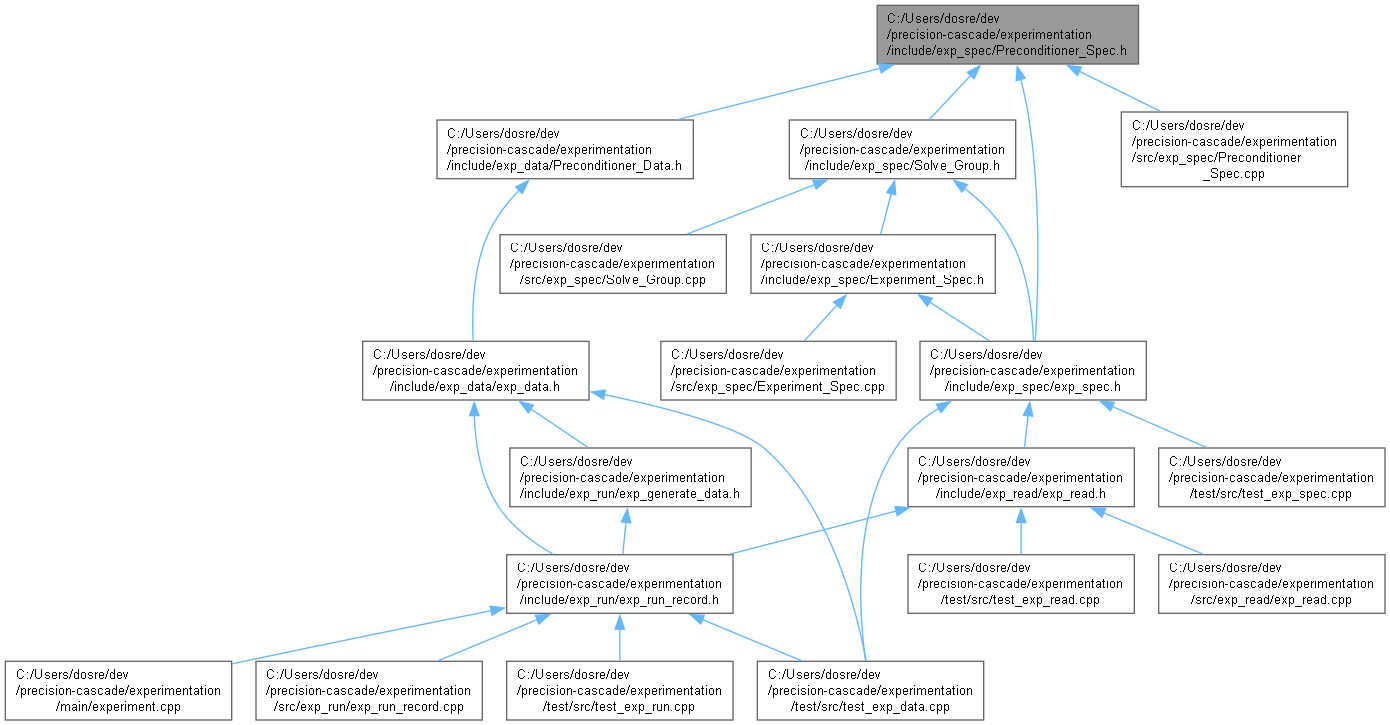 C:/Users/dosre/dev
/precision-cascade/experimentation
/include/exp_spec/Preconditioner_Spec.h
C:/Users/dosre/dev
/precision-cascade/experimentation
/include/exp_data/Preconditioner_Data.h
C:/Users/dosre/dev
/precision-cascade/experimentation
/include/exp_spec/Solve_Group.h
C:/Users/dosre/dev
/precision-cascade/experimentation
/src/exp_spec/Preconditioner
_Spec.cpp
C:/Users/dosre/dev
/precision-cascade/experimentation
/src/exp_spec/Solve_Group.cpp
C:/Users/dosre/dev
/precision-cascade/experimentation
/include/exp_spec/Experiment_Spec.h
C:/Users/dosre/dev
/precision-cascade/experimentation
/include/exp_data/exp_data.h
C:/Users/dosre/dev
/precision-cascade/experimentation
/src/exp_spec/Experiment_Spec.cpp
C:/Users/dosre/dev
/precision-cascade/experimentation
/include/exp_spec/exp_spec.h
C:/Users/dosre/dev
/precision-cascade/experimentation
/include/exp_run/exp_generate_data.h
C:/Users/dosre/dev
/precision-cascade/experimentation
/include/exp_read/exp_read.h
C:/Users/dosre/dev
/precision-cascade/experimentation
/test/src/test_exp_spec.cpp
C:/Users/dosre/dev
/precision-cascade/experimentation
/include/exp_run/exp_run_record.h
C:/Users/dosre/dev
/precision-cascade/experimentation
/test/src/test_exp_read.cpp
C:/Users/dosre/dev
/precision-cascade/experimentation
/src/exp_read/exp_read.cpp
C:/Users/dosre/dev
/precision-cascade/experimentation
/main/experiment.cpp
C:/Users/dosre/dev
/precision-cascade/experimentation
/src/exp_run/exp_run_record.cpp
C:/Users/dosre/dev
/precision-cascade/experimentation
/test/src/test_exp_run.cpp
C:/Users/dosre/dev
/precision-cascade/experimentation
/test/src/test_exp_data.cpp